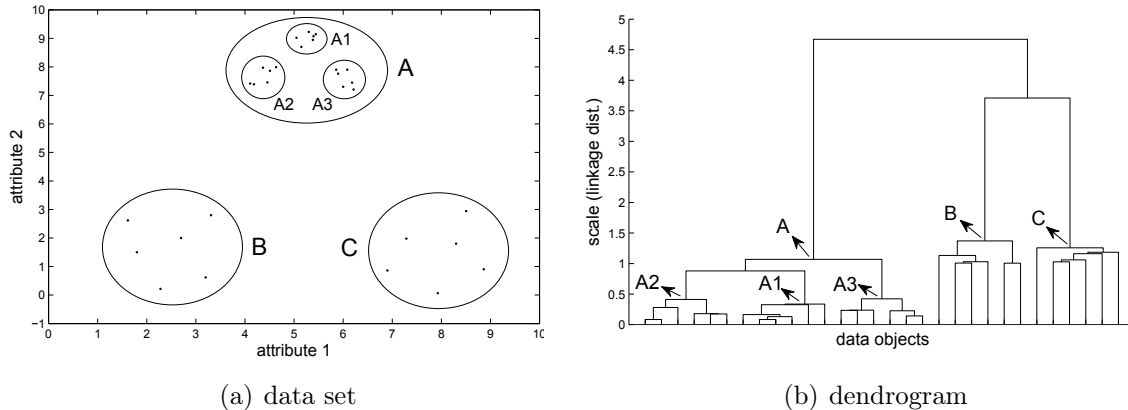 10
9
8
7
6
5
4
3
2
1
0
−1
attribute 2
A1
A
A2
A3
B
C
0 1 2 3 4 5 6 7 8 9 10
attribute 1
(a) data set
5
4.5
4
3.5
3
2.5
2
1.5
1
0.5
0
scale (linkage dist.)
A
B
C
A2
A1
A3
data objects
(b) dendrogram